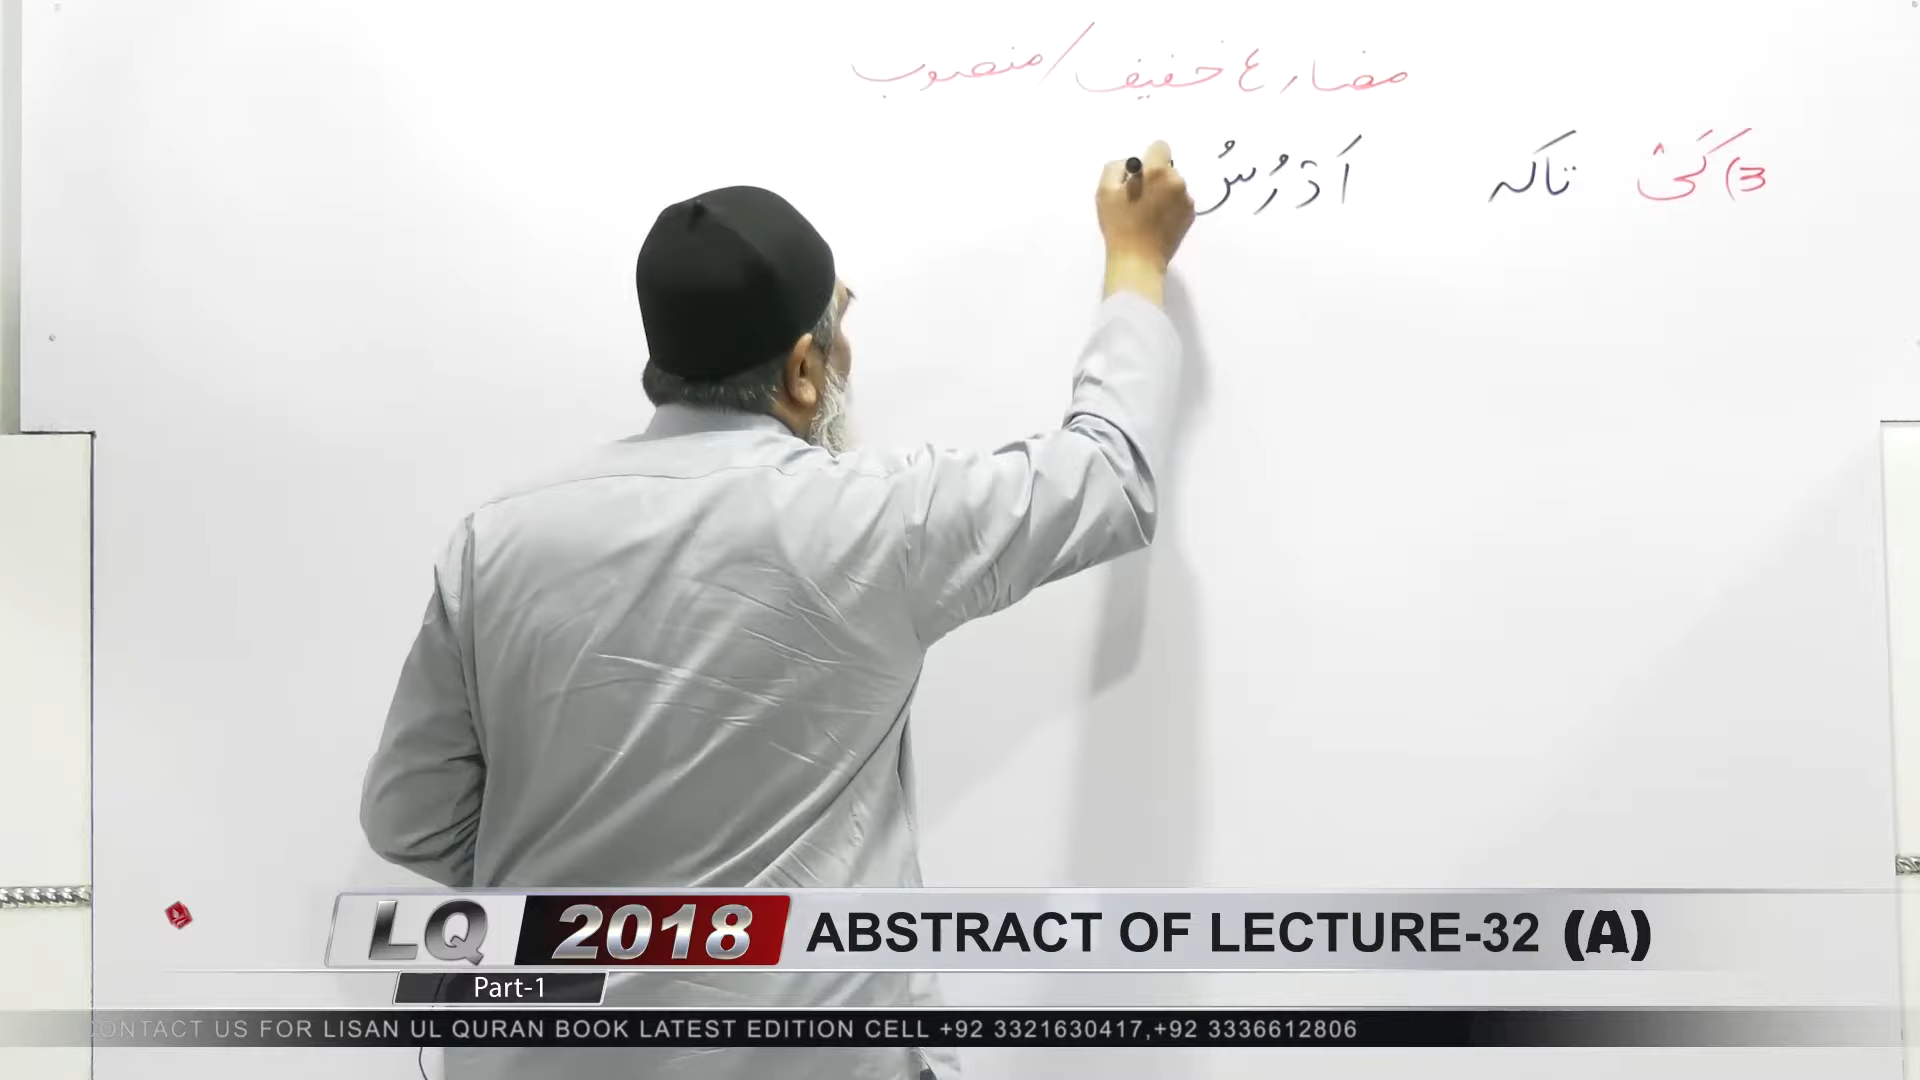 مضارع خفیف/منصوب
3) كَیْ تاکہ اَدْرُسُ
LQ 2018 ABSTRACT OF LECTURE-32 (A)
Part-1
CONTACT US FOR LISAN UL QURAN BOOK LATEST EDITION CELL +92 3321630417,+92 3336612806